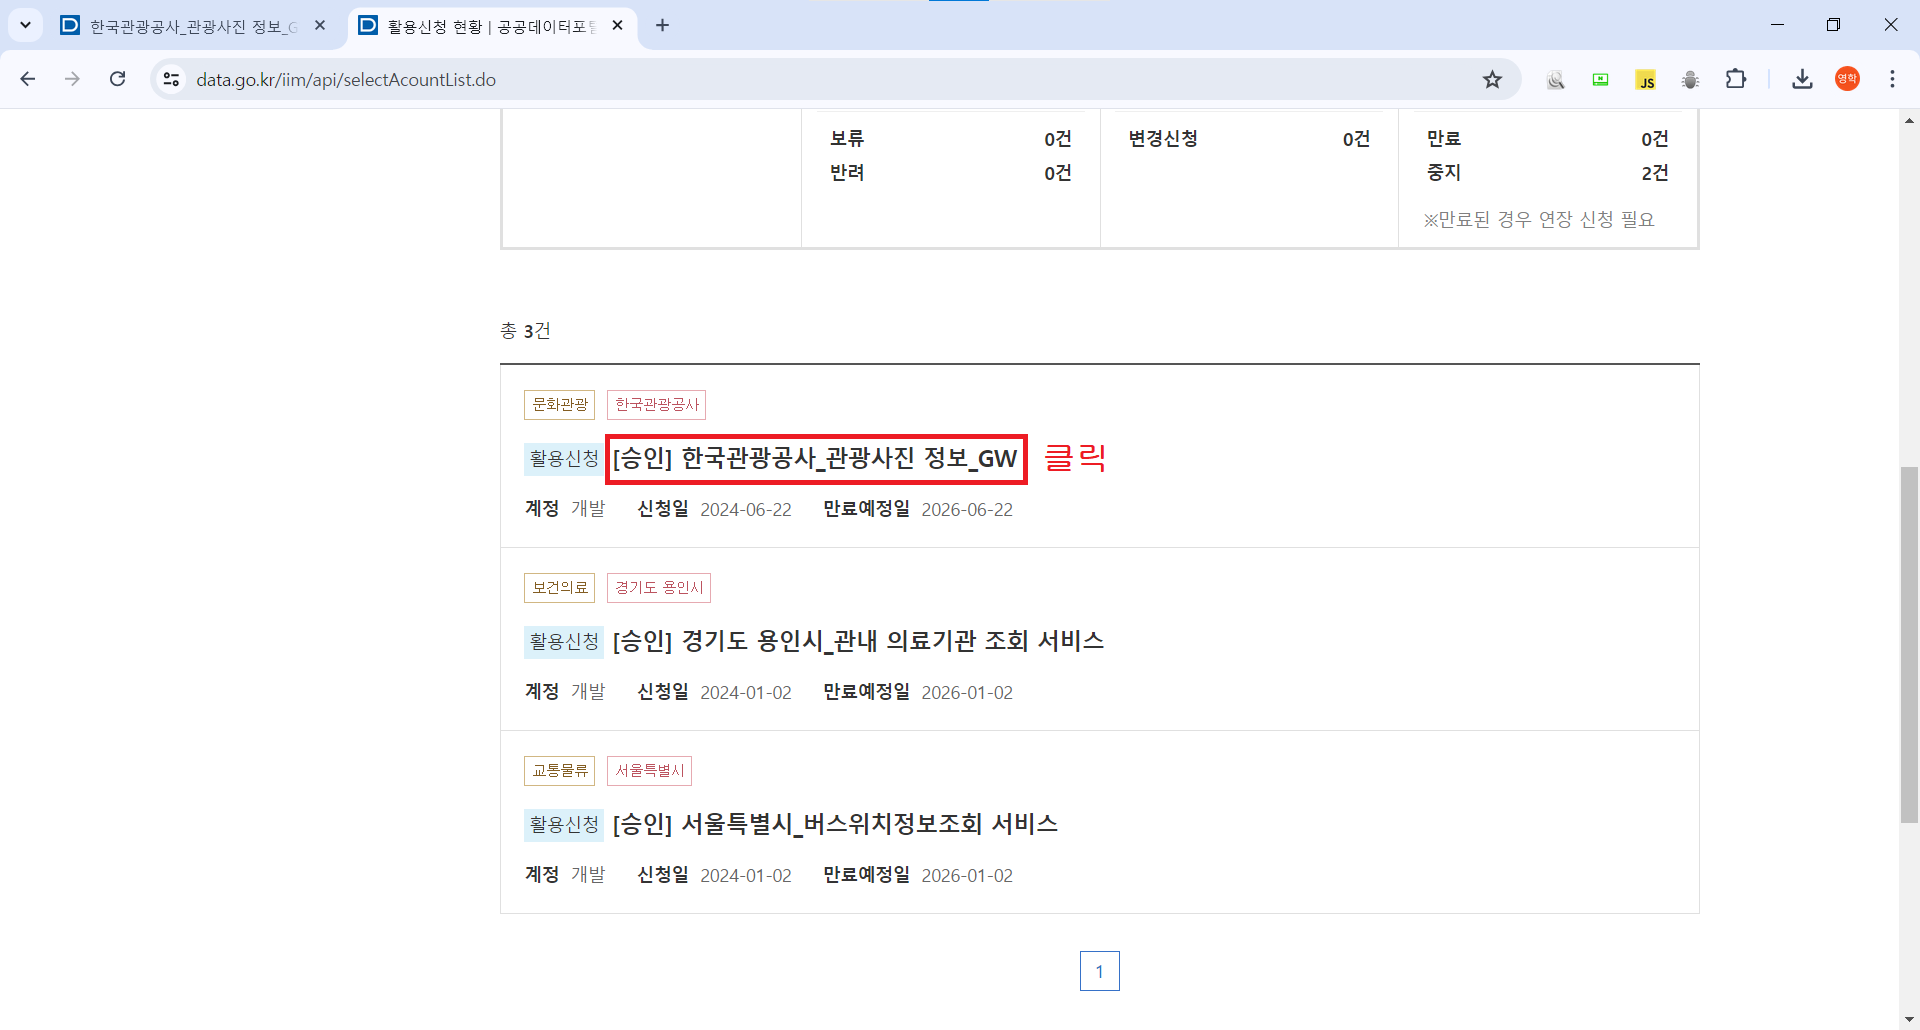 한국관광공사_관광사진 정보_G
활용신청 현황 | 공공데이터포털
data.go.kr/iim/api/selectAcountList.do
JS
영학
보류 0건 변경신청 0건 만료 0건
반려 0건 중지 2건
※만료된 경우 연장 신청 필요
총 3건
문화관광 한국관광공사
활용신청 [승인] 한국관광공사_관광사진 정보_GW 클릭
계정 개발 신청일 2024-06-22 만료예정일 2026-06-22
보건의료 경기도 용인시
활용신청 [승인] 경기도 용인시_관내 의료기관 조회 서비스
계정 개발 신청일 2024-01-02 만료예정일 2026-01-02
교통물류 서울특별시
활용신청 [승인] 서울특별시_버스위치정보조회 서비스
계정 개발 신청일 2024-01-02 만료예정일 2026-01-02
1